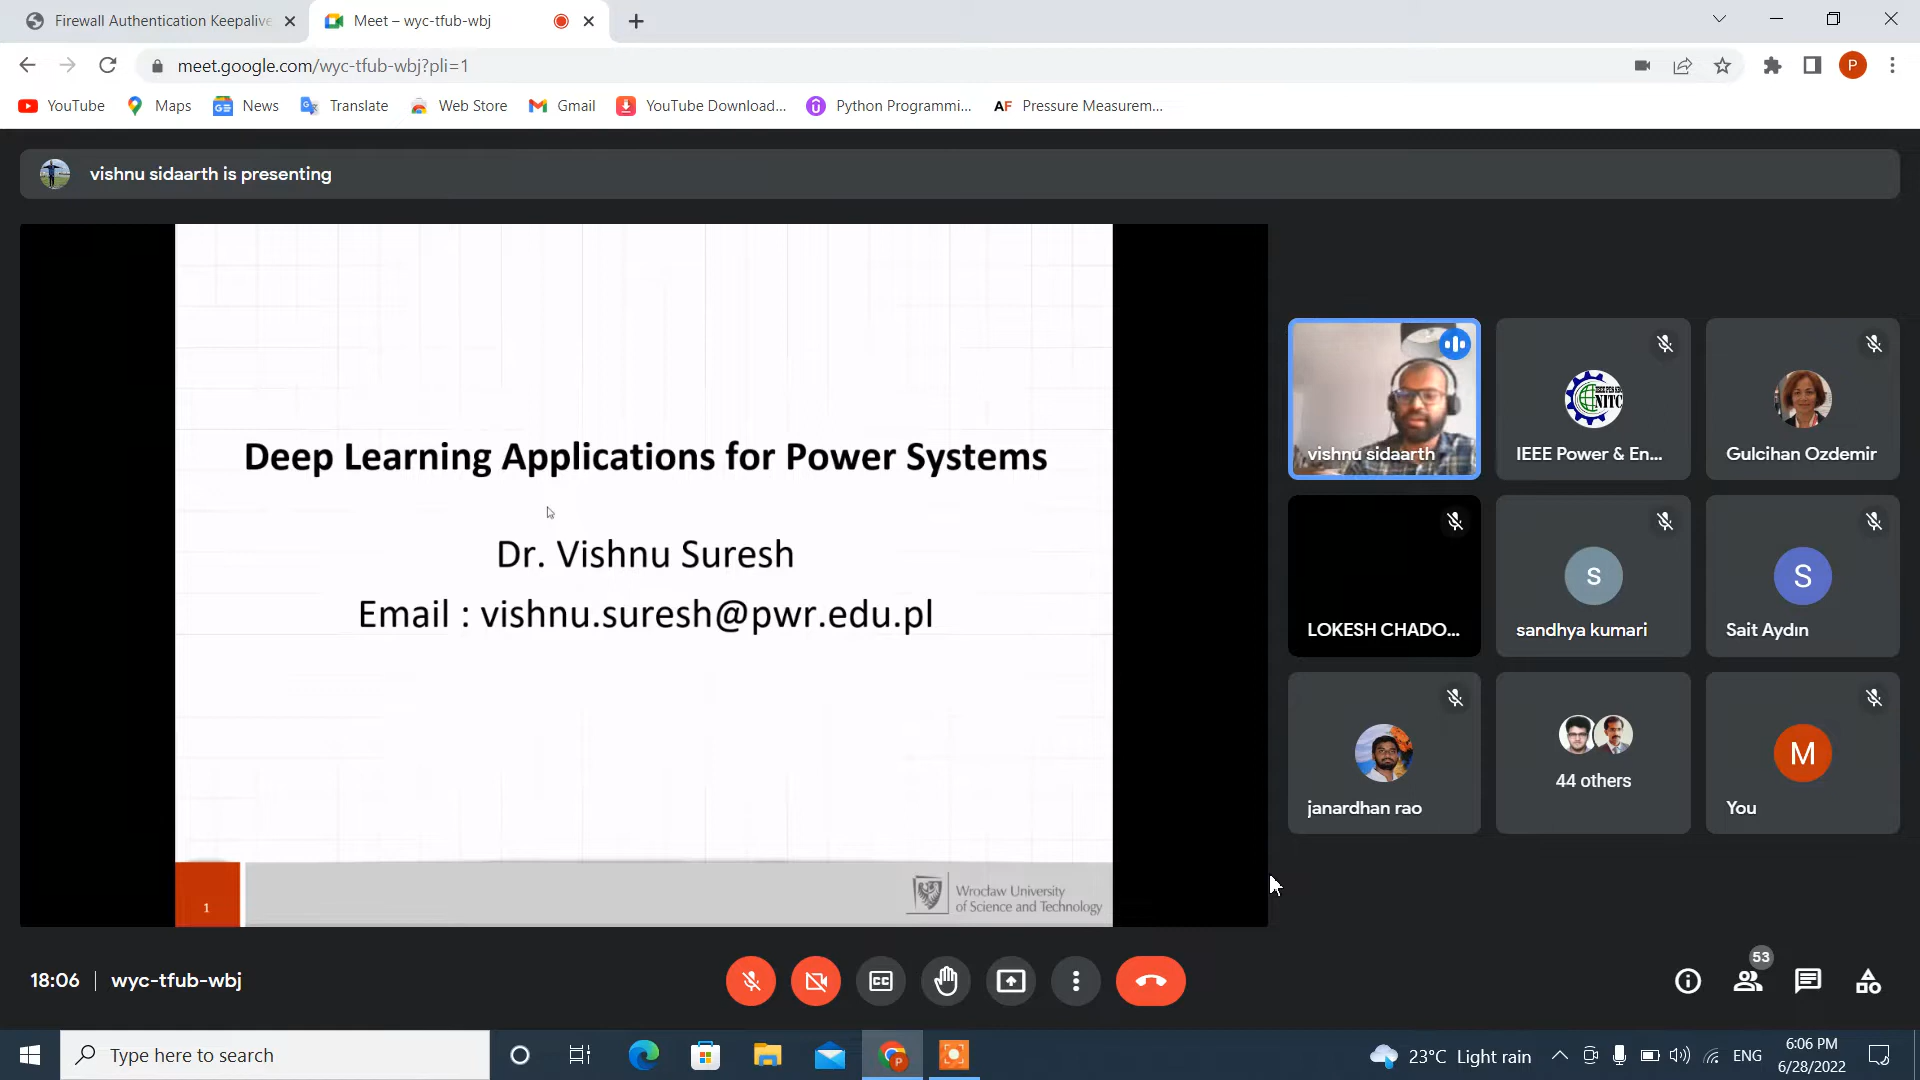 Firewall Authentication Keepalive
Meet – wyc-tfub-wbj
meet.google.com/wyc-tfub-wbj?pli=1
P
YouTube
Maps
News
Translate
Web Store
Gmail
YouTube Download...
Python Programmi...
AF Pressure Measurem...
vishnu sidaarth is presenting
Deep Learning Applications for Power Systems
Dr. Vishnu Suresh
Email : vishnu.suresh@pwr.edu.pl
1
Wrocław University
of Science and Technology
vishnu sidaarth
NITC
IEEE Power & En...
Gulcihan Ozdemir
LOKESH CHADO...
s
sandhya kumari
S
Sait Aydın
janardhan rao
44 others
M
You
18:06
wyc-tfub-wbj
CC
53
Type here to search
P
23°C Light rain
ENG
6:06 PM
6/28/2022